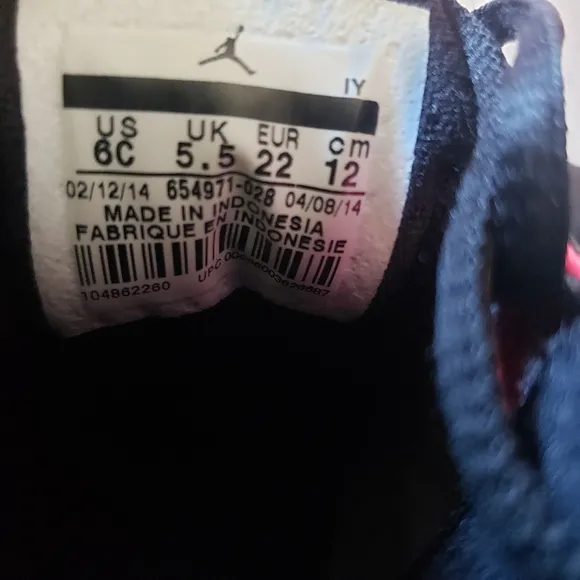 IY
US UK EUR cm
6C 5.5 22 12
02/12/14 654971-028 04/08/14
MADE IN INDONESIA
FABRIQUE EN INDONESIE
104862260 UPC